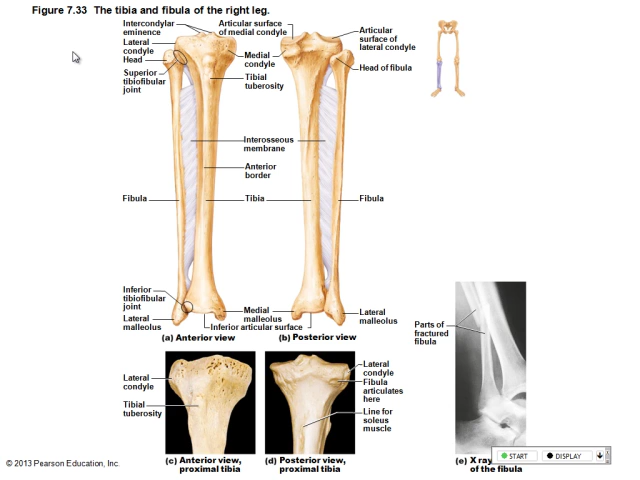 Figure 7.33 The tibia and fibula of the right leg.
Intercondylar
eminence
Articular surface
of medial condyle
Lateral
condyle
Head
Superior
tibiofibular
joint
Medial
condyle
Tibial
tuberosity
Articular
surface of
lateral condyle
Head of fibula
Interosseous
membrane
Anterior
border
Fibula
Tibia
Fibula
Inferior
tibiofibular
joint
Lateral
malleolus
Medial
malleolus
Inferior articular surface
Lateral
malleolus
(a) Anterior view
(b) Posterior view
Lateral
condyle
Tibial
tuberosity
Lateral
condyle
Fibula
articulates
here
Line for
soleus
muscle
(c) Anterior view,
proximal tibia
(d) Posterior view,
proximal tibia
Parts of
fractured
fibula
(e) X ray
of the fibula
START
DISPLAY
© 2013 Pearson Education, Inc.